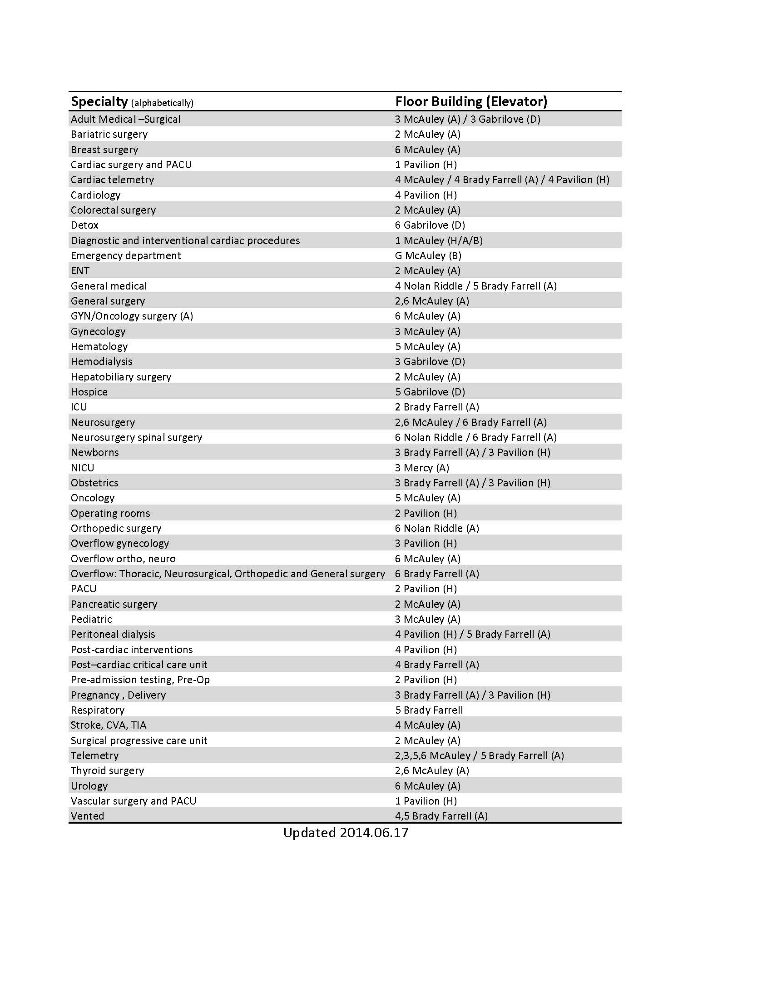 Specialty (alphabetically) Floor Building (Elevator)
Adult Medical –Surgical 3 McAuley (A) / 3 Gabrilove (D)
Bariatric surgery 2 McAuley (A)
Breast surgery 6 McAuley (A)
Cardiac surgery and PACU 1 Pavilion (H)
Cardiac telemetry 4 McAuley / 4 Brady Farrell (A) / 4 Pavilion (H)
Cardiology 4 Pavilion (H)
Colorectal surgery 2 McAuley (A)
Detox 6 Gabrilove (D)
Diagnostic and interventional cardiac procedures 1 McAuley (H/A/B)
Emergency department G McAuley (B)
ENT 2 McAuley (A)
General medical 4 Nolan Riddle / 5 Brady Farrell (A)
General surgery 2,6 McAuley (A)
GYN/Oncology surgery (A) 6 McAuley (A)
Gynecology 3 McAuley (A)
Hematology 5 McAuley (A)
Hemodialysis 3 Gabrilove (D)
Hepatobiliary surgery 2 McAuley (A)
Hospice 5 Gabrilove (D)
ICU 2 Brady Farrell (A)
Neurosurgery 2,6 McAuley / 6 Brady Farrell (A)
Neurosurgery spinal surgery 6 Nolan Riddle / 6 Brady Farrell (A)
Newborns 3 Brady Farrell (A) / 3 Pavilion (H)
NICU 3 Mercy (A)
Obstetrics 3 Brady Farrell (A) / 3 Pavilion (H)
Oncology 5 McAuley (A)
Operating rooms 2 Pavilion (H)
Orthopedic surgery 6 Nolan Riddle (A)
Overflow gynecology 3 Pavilion (H)
Overflow ortho, neuro 6 McAuley (A)
Overflow: Thoracic, Neurosurgical, Orthopedic and General surgery 6 Brady Farrell (A)
PACU 2 Pavilion (H)
Pancreatic surgery 2 McAuley (A)
Pediatric 3 McAuley (A)
Peritoneal dialysis 4 Pavilion (H) / 5 Brady Farrell (A)
Post-cardiac interventions 4 Pavilion (H)
Post–cardiac critical care unit 4 Brady Farrell (A)
Pre-admission testing, Pre-Op 2 Pavilion (H)
Pregnancy , Delivery 3 Brady Farrell (A) / 3 Pavilion (H)
Respiratory 5 Brady Farrell
Stroke, CVA, TIA 4 McAuley (A)
Surgical progressive care unit 2 McAuley (A)
Telemetry 2,3,5,6 McAuley / 5 Brady Farrell (A)
Thyroid surgery 2,6 McAuley (A)
Urology 6 McAuley (A)
Vascular surgery and PACU 1 Pavilion (H)
Vented 4,5 Brady Farrell (A)
Updated 2014.06.17